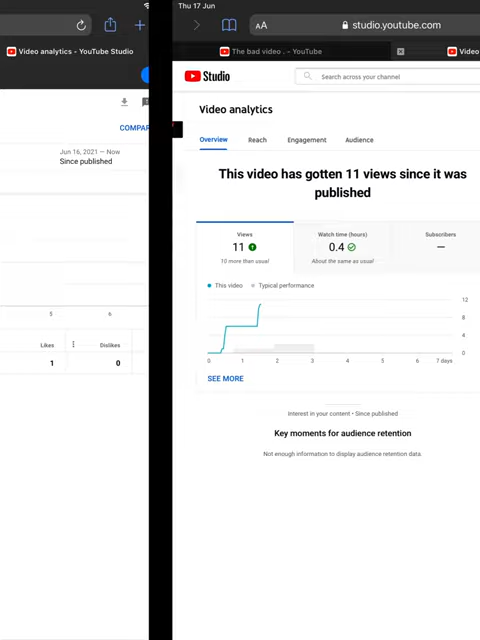 Video analytics - YouTube Studio
COMPAR
Jun 16, 2021 — Now
Since published
5 6
Likes Dislikes
1 0
Thu 17 Jun
AA studio.youtube.com
The bad video . – YouTube
Video
Studio
Search across your channel
Video analytics
Overview Reach Engagement Audience
This video has gotten 11 views since it was
published
Views Watch time (hours) Subscribers
11 0.4 —
10 more than usual About the same as usual
This video Typical performance
12
8
4
0
0 1 2 3 4 5 6 7 days
SEE MORE
Interest in your content • Since published
Key moments for audience retention
Not enough information to display audience retention data.